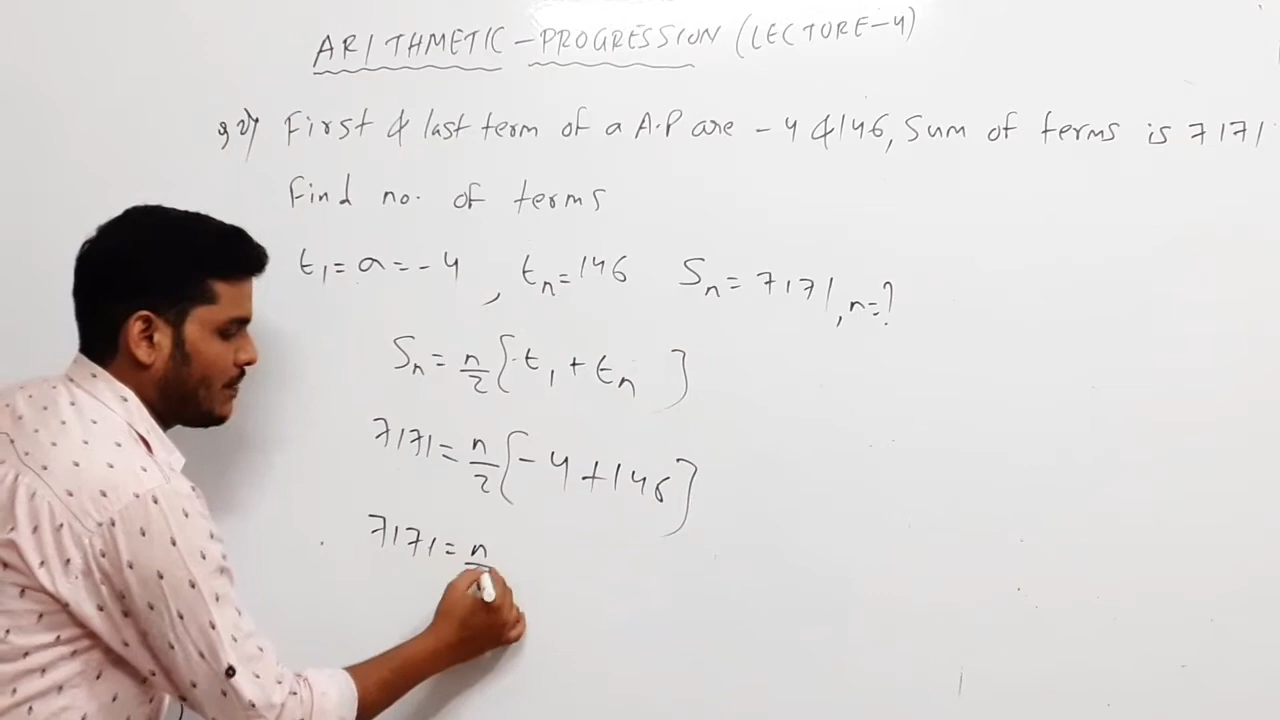 ARITHMETIC-PROGRESSION (LECTURE-4)
First & last term of a A.P are - 4 & 146, Sum of terms is 7171
Find no. of terms
t₁ = a = - 4 , tₙ = 146 Sₙ = 7171, n = ?
Sₙ = n/2 { t₁ + tₙ }
7171 = n/2 { - 4 + 146 }
7171 = n